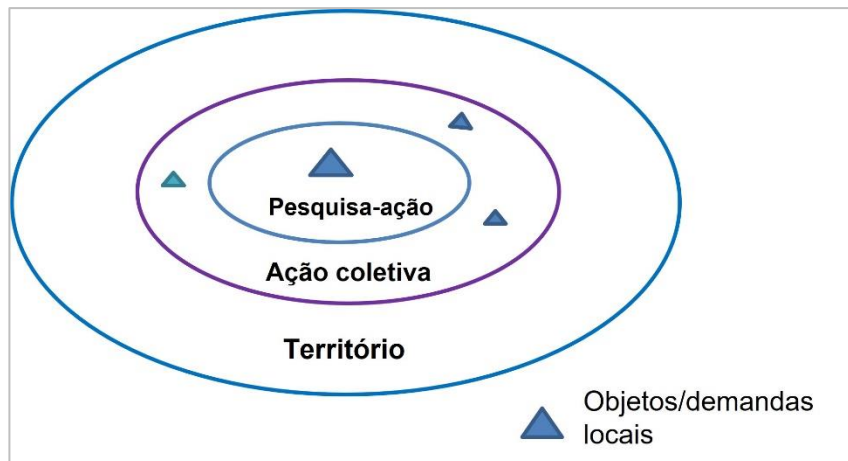 Pesquisa-ação
Ação coletiva
Território
Objetos/demandas
locais